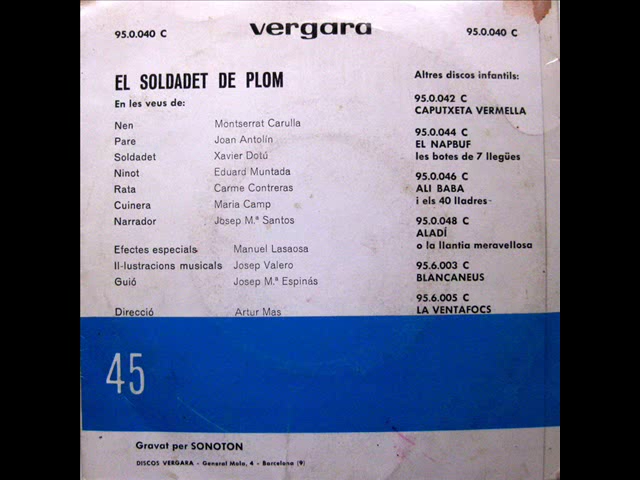 95.0.040 C vergara 95.0.040 C
EL SOLDADET DE PLOM
En les veus de:
Nen Montserrat Carulla
Pare Joan Antolín
Soldadet Xavier Dotú
Ninot Eduard Muntada
Rata Carme Contreras
Cuinera Maria Camp
Narrador Josep M.ª Santos
Efectes especials Manuel Lasaosa
Il-lustracions musicals Josep Valero
Guió Josep M.ª Espinás
Direcció Artur Mas
Altres discos infantils:
95.0.042 C
CAPUTXETA VERMELLA
95.0.044 C
EL NAPBUF
les botes de 7 llegües
95.0.046 C
ALI BABA
i els 40 lladres
95.0.048 C
ALADÍ
o la llantia meravellosa
95.6.003 C
BLANCANEUS
95.6.005 C
LA VENTAFOCS
45
Gravat per SONOTON
DISCOS VERGARA - General Mola, 4 - Barcelona (9)